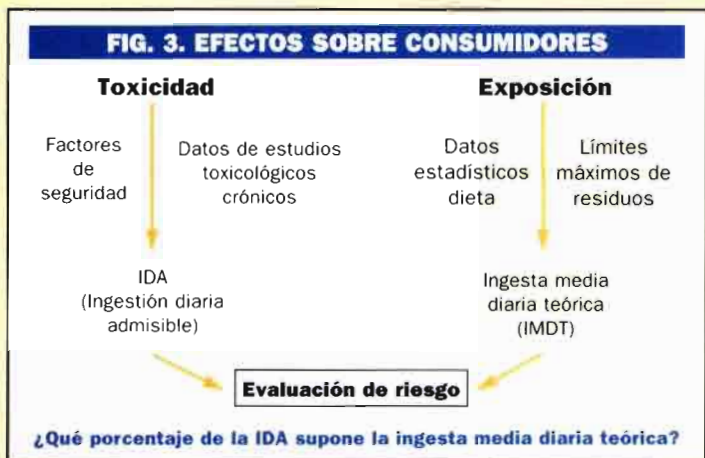 FIG. 3. EFECTOS SOBRE CONSUMIDORES
Toxicidad
Factores
de
seguridad
Datos de estudios
toxicológicos
crónicos
IDA
(Ingestión diaria
admisible)
Exposición
Datos
estadísticos
dieta
Límites
máximos de
residuos
Ingesta media
diaria teórica
(IMDT)
Evaluación de riesgo
¿Qué porcentaje de la IDA supone la ingesta media diaria teórica?